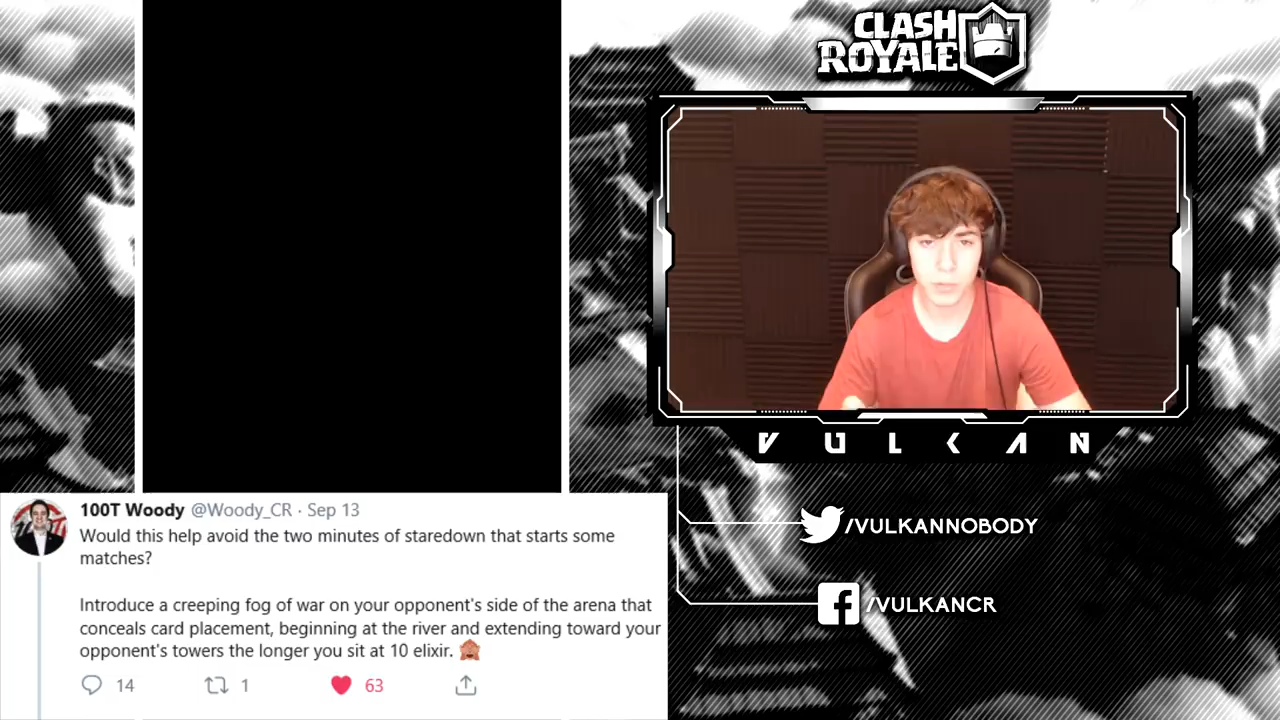 CLASH
ROYALE
VULKAN
/VULKANNOBODY
/VULKANCR
100T Woody @Woody_CR · Sep 13
Would this help avoid the two minutes of staredown that starts some
matches?
Introduce a creeping fog of war on your opponent's side of the arena that
conceals card placement, beginning at the river and extending toward your
opponent's towers the longer you sit at 10 elixir. 🙈
14 1 63